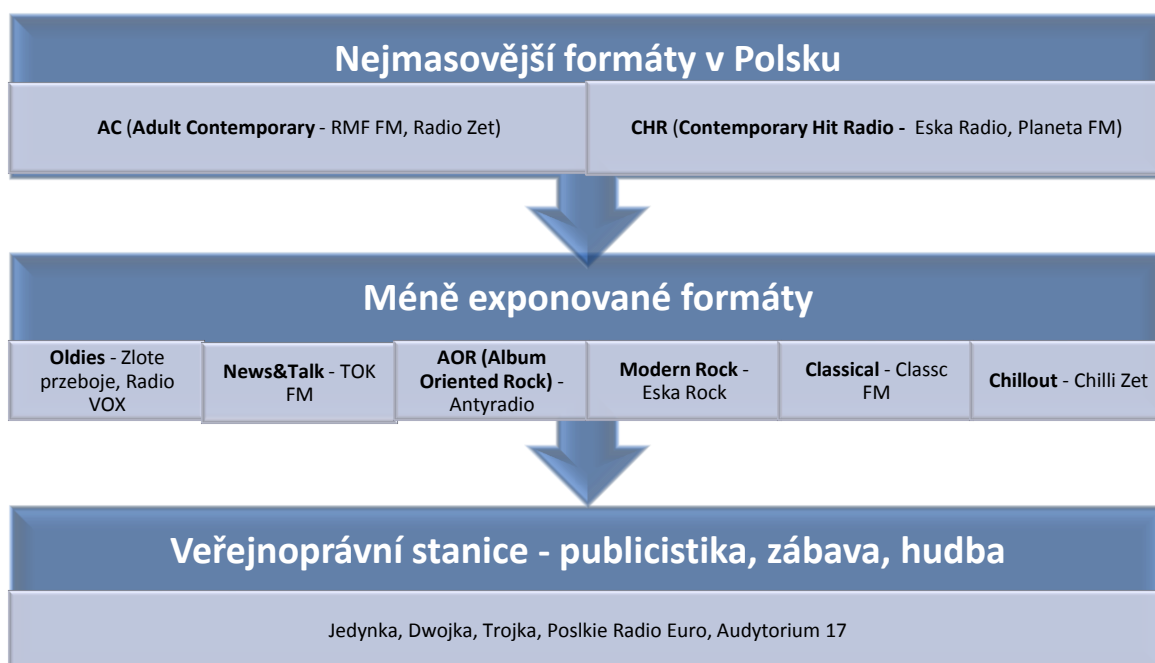 Nejmasovější formáty v Polsku
AC (Adult Contemporary - RMF FM, Radio Zet)
CHR (Contemporary Hit Radio - Eska Radio, Planeta FM)
Méně exponované formáty
Oldies - Zlote
przeboje, Radio
VOX
News&Talk - TOK
FM
AOR (Album
Oriented Rock) -
Antyradio
Modern Rock -
Eska Rock
Classical - Classc
FM
Chillout - Chilli Zet
Veřejnoprávní stanice - publicistika, zábava, hudba
Jedynka, Dwojka, Trojka, Poslkie Radio Euro, Audytorium 17